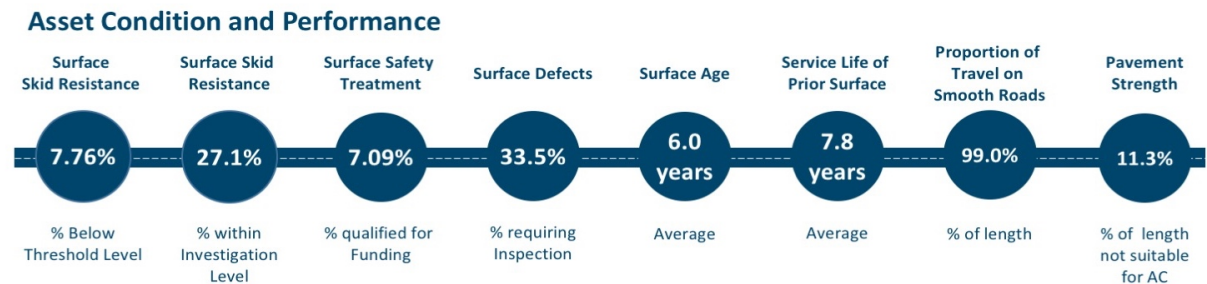 Asset Condition and Performance
Surface
Skid Resistance
7.76%
% Below
Threshold Level
Surface Skid
Resistance
27.1%
% within
Investigation
Level
Surface Safety
Treatment
7.09%
% qualified for
Funding
Surface Defects
33.5%
% requiring
Inspection
Surface Age
6.0
years
Average
Service Life of
Prior Surface
7.8
years
Average
Proportion of
Travel on
Smooth Roads
99.0%
% of length
Pavement
Strength
11.3%
% of length
not suitable
for AC